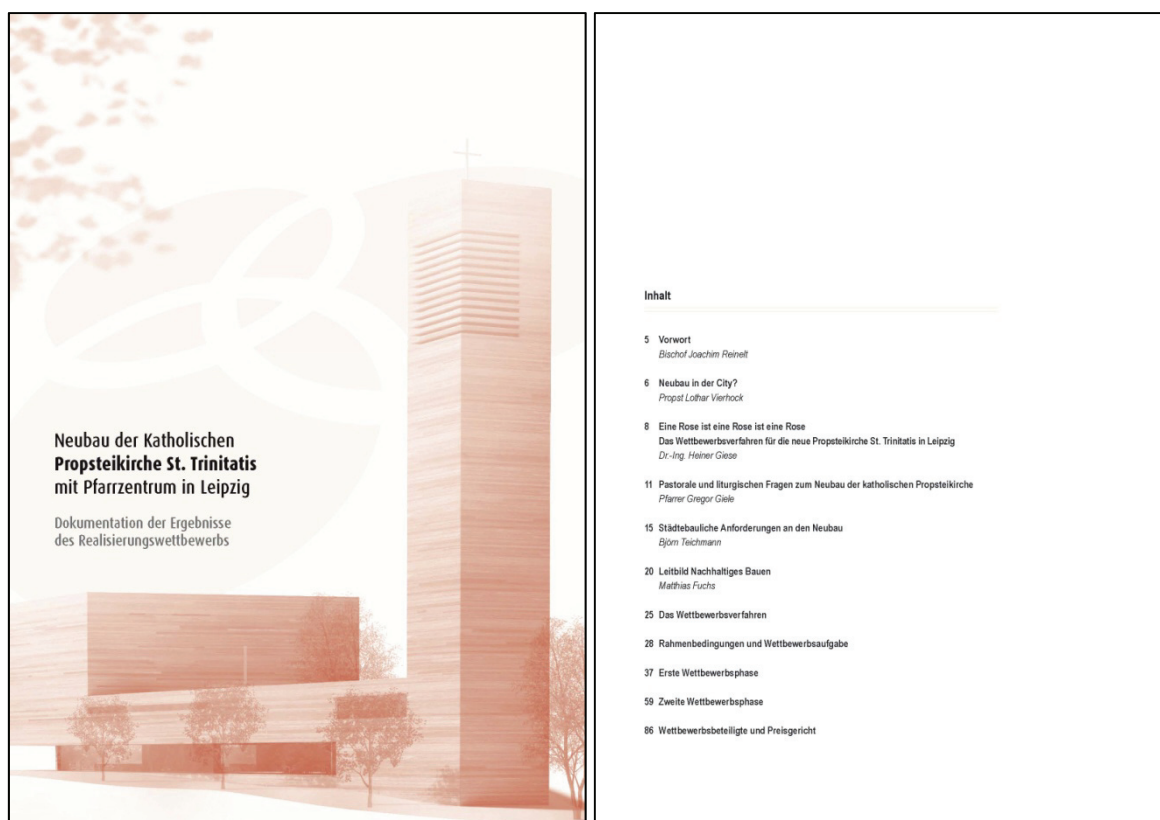 Neubau der Katholischen
Propsteikirche St. Trinitatis
mit Pfarrzentrum in Leipzig
Dokumentation der Ergebnisse
des Realisierungswettbewerbs
Inhalt
5 Vorwort
Bischof Joachim Reinelt
6 Neubau in der City?
Propst Lothar Vierhock
8 Eine Rose ist eine Rose ist eine Rose
Das Wettbewerbsverfahren für die neue Propsteikirche St. Trinitatis in Leipzig
Dr.-Ing. Heiner Giese
11 Pastorale und liturgischen Fragen zum Neubau der katholischen Propsteikirche
Pfarrer Gregor Giele
15 Städtebauliche Anforderungen an den Neubau
Björn Teichmann
20 Leitbild Nachhaltiges Bauen
Matthias Fuchs
25 Das Wettbewerbsverfahren
28 Rahmenbedingungen und Wettbewerbsaufgabe
37 Erste Wettbewerbsphase
59 Zweite Wettbewerbsphase
86 Wettbewerbsbeteiligte und Preisgericht